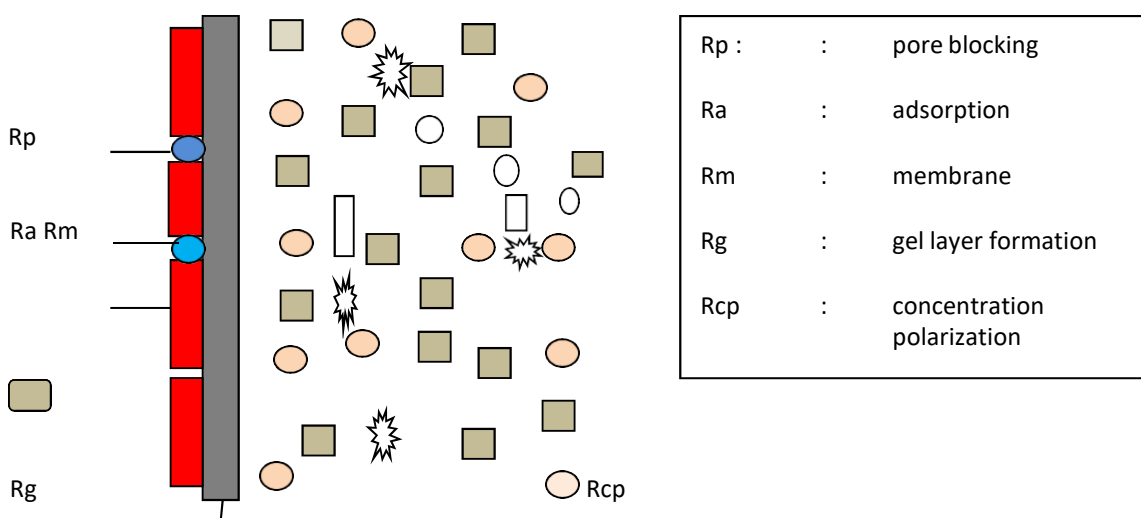 Rp
Ra Rm
Rg
Rcp
Rp : : pore blocking
Ra : adsorption
Rm : membrane
Rg : gel layer formation
Rcp : concentration
polarization